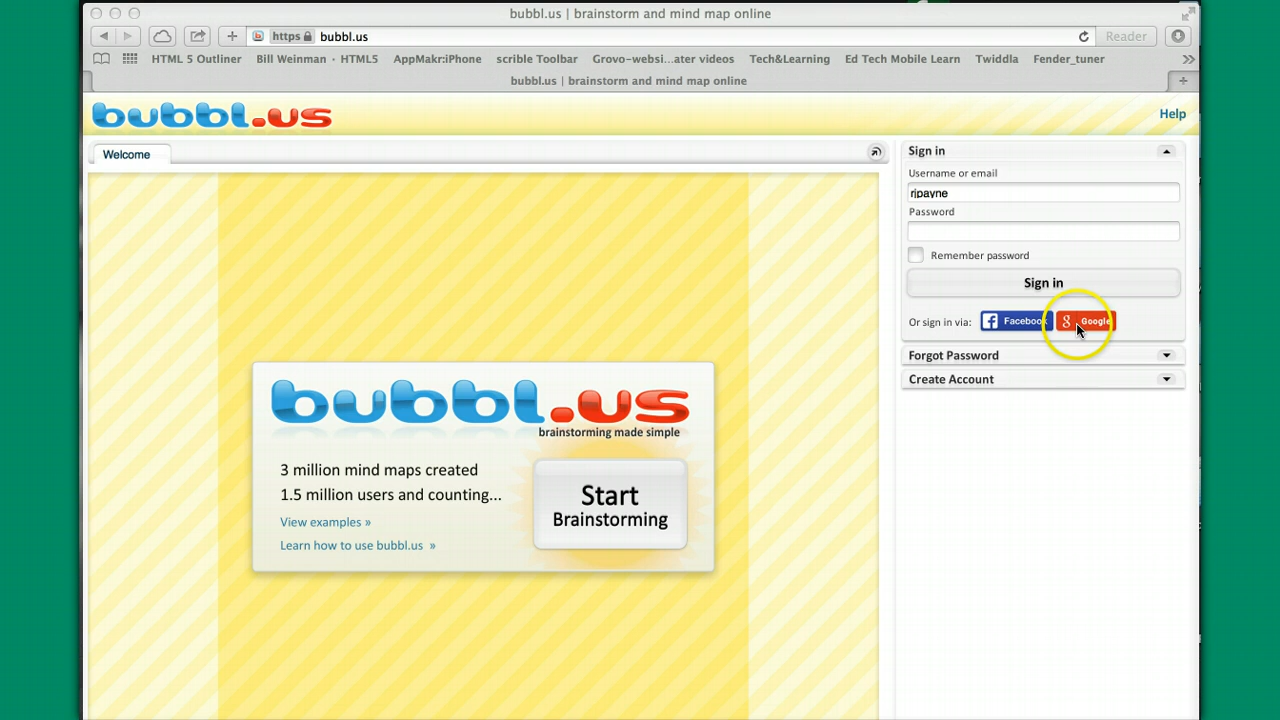 bubbl.us | brainstorm and mind map online
https bubbl.us Reader
HTML 5 Outliner Bill Weinman - HTML5 AppMakr:iPhone scrible Toolbar Grovo-websi...ater videos Tech&Learning Ed Tech Mobile Learn Twiddla Fender_tuner
bubbl.us | brainstorm and mind map online
bubbl.us
Help
Welcome
Sign in
Username or email
rjpayne
Password
Remember password
Sign in
Or sign in via: Facebook Google
Forgot Password
Create Account
bubbl.us
brainstorming made simple
3 million mind maps created
1.5 million users and counting...
View examples »
Learn how to use bubbl.us »
Start
Brainstorming